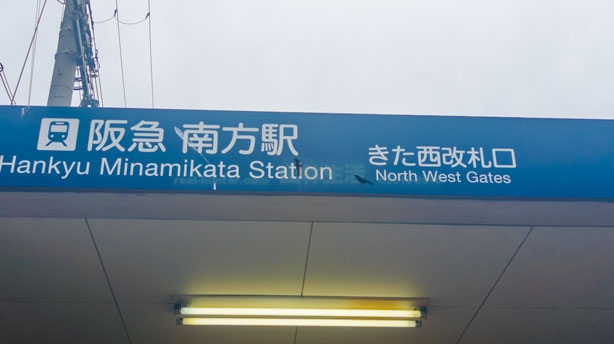 阪急 南方駅
Hankyu Minamikata Station
きた西改札口
North West Gates